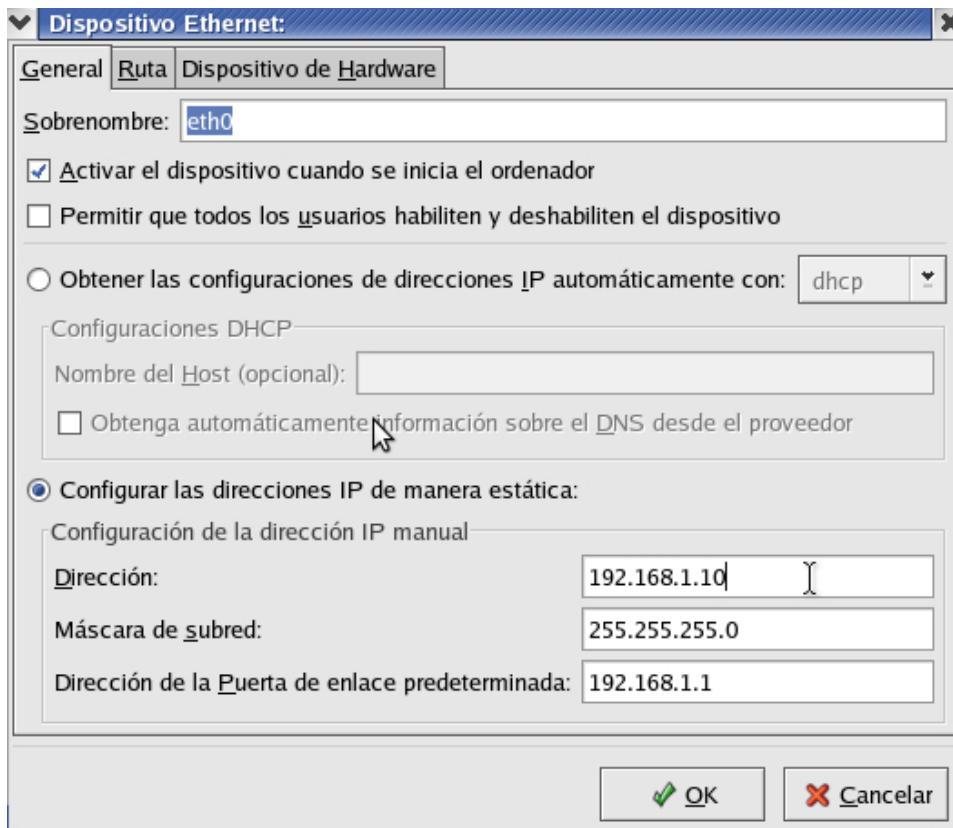 Dispositivo Ethernet:
General Ruta Dispositivo de Hardware
Sobrenombre: eth0
Activar el dispositivo cuando se inicia el ordenador
Permitir que todos los usuarios habiliten y deshabiliten el dispositivo
Obtener las configuraciones de direcciones IP automáticamente con: dhcp
Configuraciones DHCP
Nombre del Host (opcional):
Obtenga automáticamente información sobre el DNS desde el proveedor
Configurar las direcciones IP de manera estática:
Configuración de la dirección IP manual
Dirección: 192.168.1.10
Máscara de subred: 255.255.255.0
Dirección de la Puerta de enlace predeterminada: 192.168.1.1
OK Cancelar